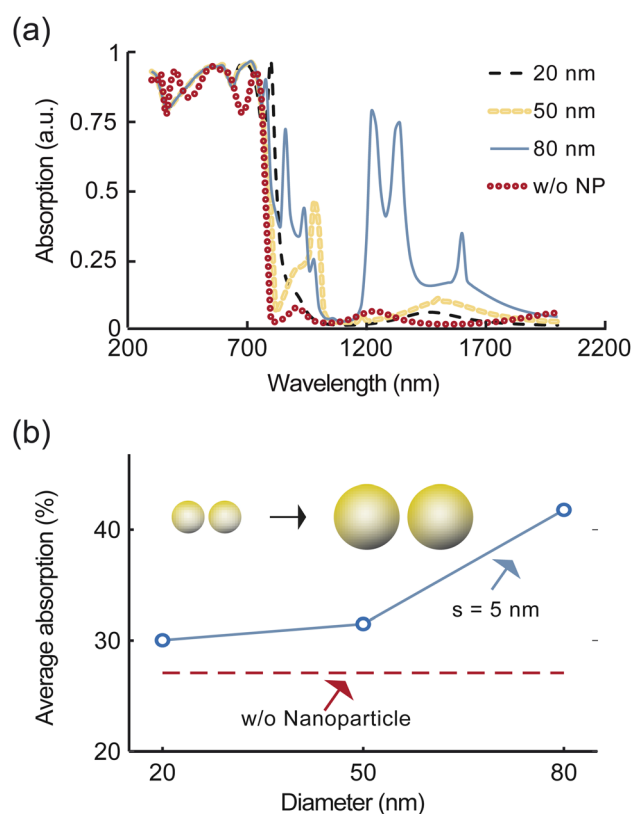 (a)
1
0.75
0.5
0.25
0
Absorption (a.u.)
20 nm
50 nm
80 nm
w/o NP
200
700
1200
1700
2200
Wavelength (nm)
(b)
40
30
20
Average absorption (%)
s = 5 nm
w/o Nanoparticle
20
50
80
Diameter (nm)